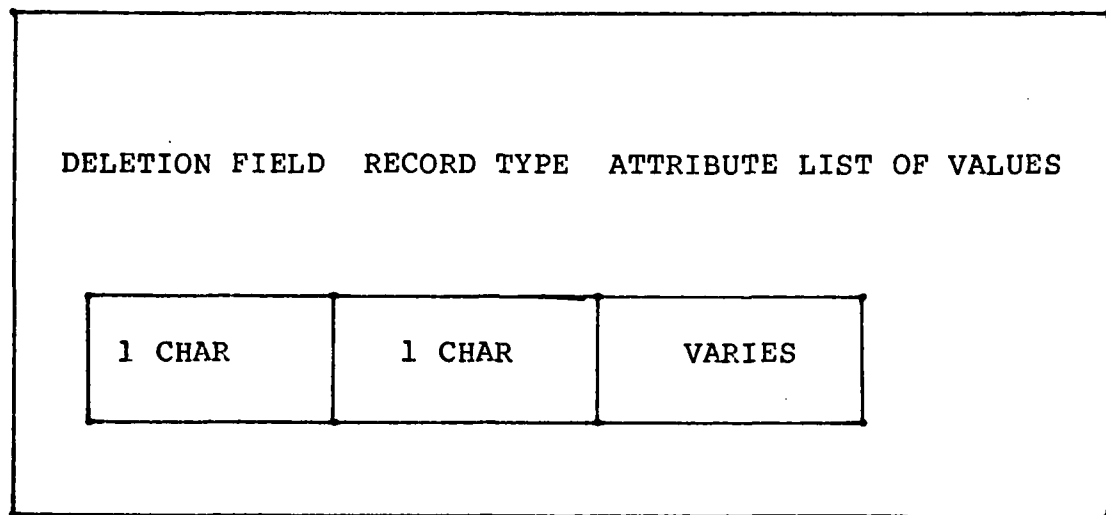 DELETION FIELD RECORD TYPE ATTRIBUTE LIST OF VALUES
1 CHAR 1 CHAR VARIES